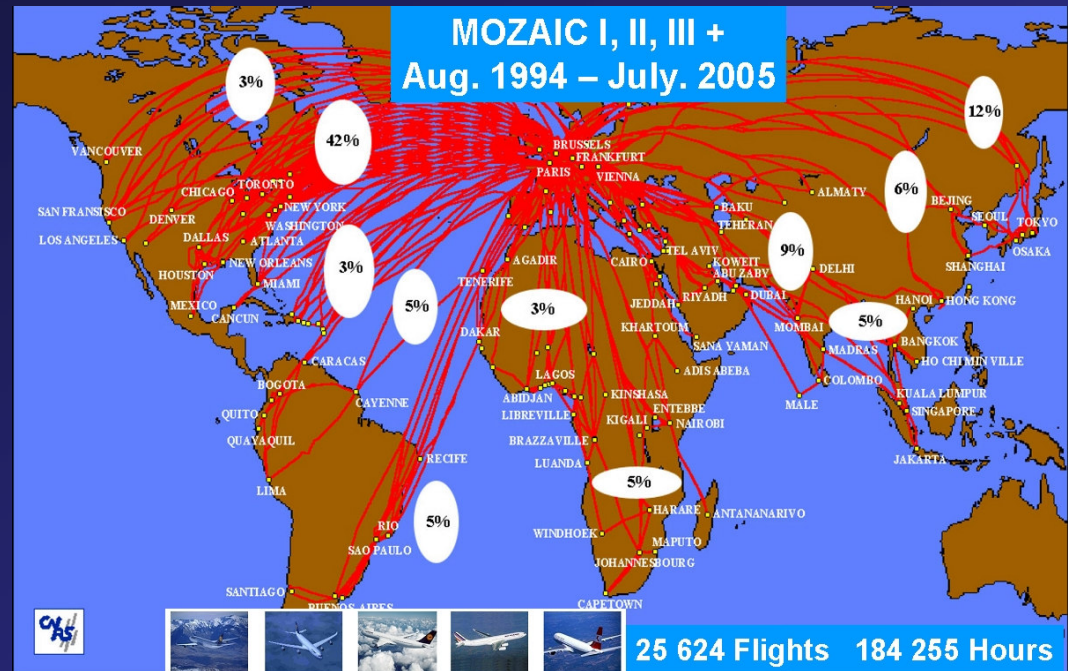 MOZAIC I, II, III +
Aug. 1994 – July. 2005
3%
12%
42%
BRUSSELS
FRANKFURT
PARIS
VIENNA
VANCOUVER
TORONTO
CHICAGO
6%
ALMATY
BEJING
SAN FRANSISCO
DENVER
NEW YORK
BAKU
SEOUL
TOKYO
WASHINGTON
TEHERAN
LOS ANGELES
DALLAS
ATLANTA
9%
TEL AVIV
OSAKA
HOUSTON
NEW ORLEANS
3%
AGADIR
CAIRO
KOWEIT
DELHI
SHANGHAI
MIAMI
TENERIFE
ABU ZABY
MEXICO
CANCUN
5%
3%
JEDDAH
RIYADH
DUBAI
HANOI
HONG KONG
DAKAR
KHARTOUM
MOMBAI
5%
SANA YAMAN
MADRAS
BANGKOK
CARACAS
HO CHI MIN VILLE
BOGOTA
LAGOS
ADIS ABEBA
COLOMBO
CAYENNE
ABIDJAN
KINSHASA
MALE
KUALA LUMPUR
QUITO
LIBREVILLE
ENTEBBE
SINGAPORE
KIGALI
NAIROBI
QUAYAQUIL
BRAZZAVILLE
RECIFE
LUANDA
JAKARTA
LIMA
5%
HARARE
ANTANANARIVO
5%
RIO
WINDHOEK
SAO PAULO
MAPUTO
JOHANNESBOURG
SANTIAGO
CAPETOWN
BUENOS AIRES
CNRS
25 624 Flights 184 255 Hours